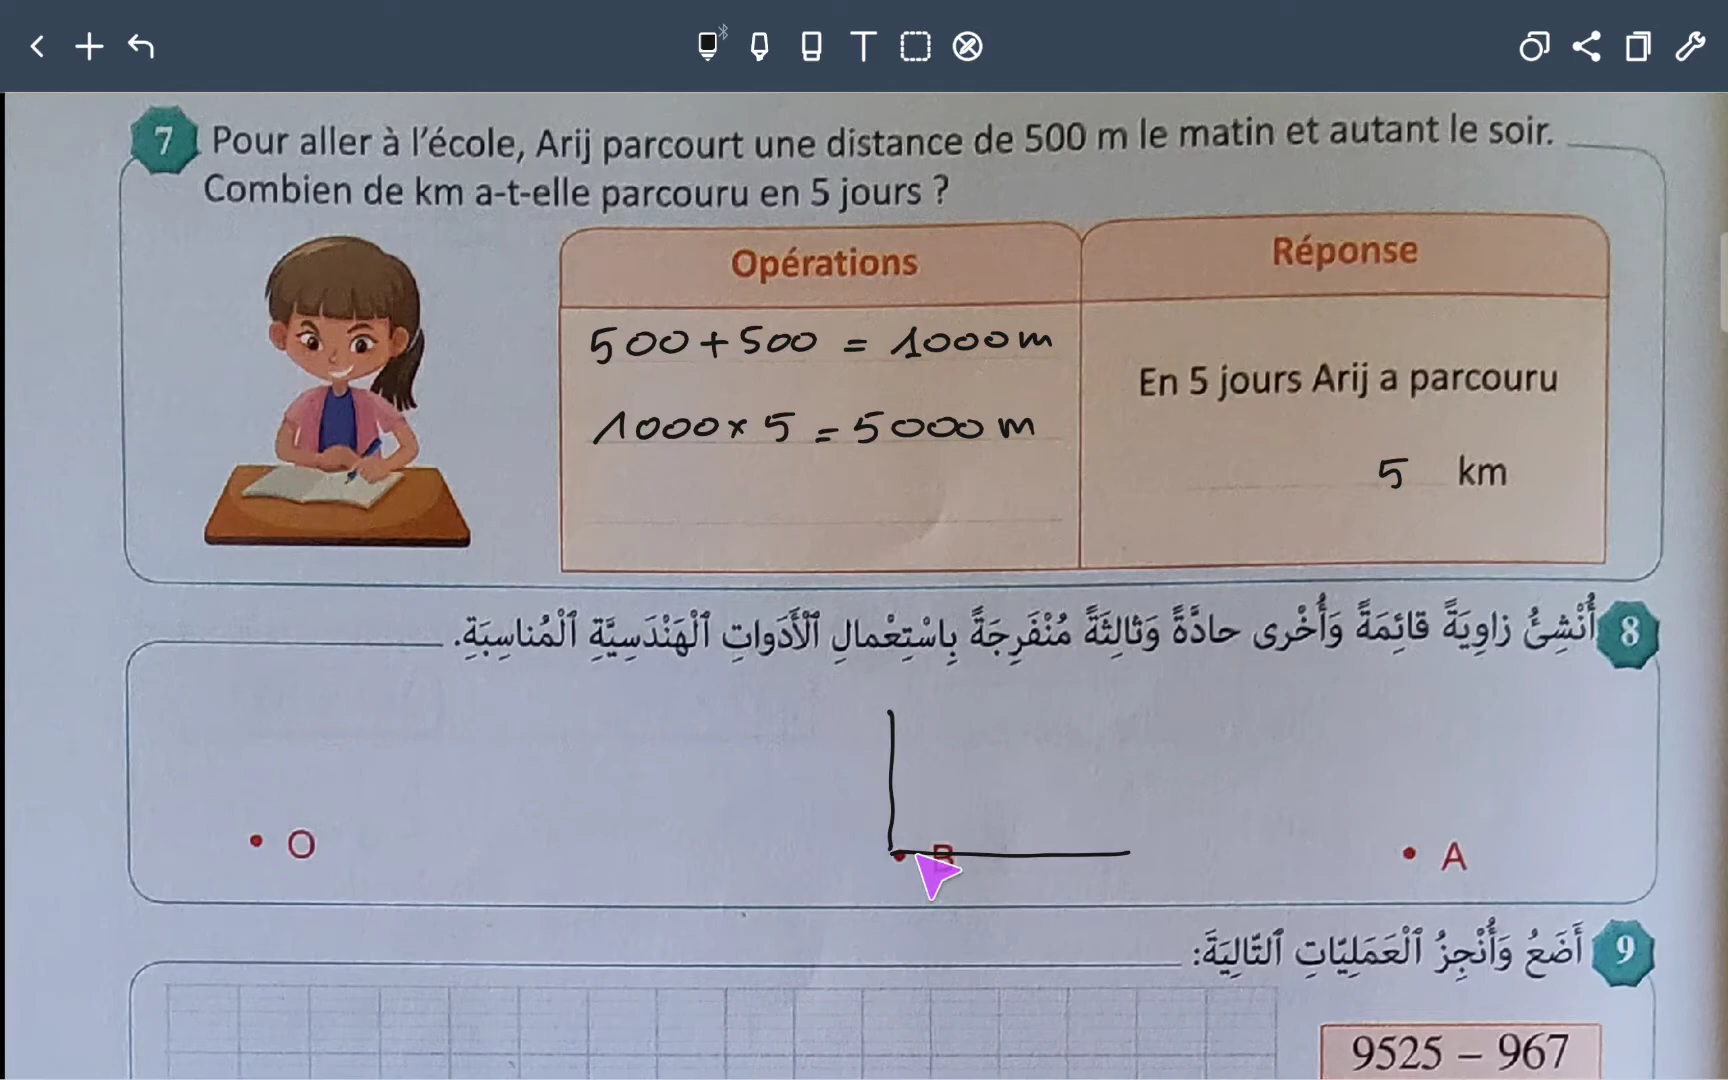 7 Pour aller à l'école, Arij parcourt une distance de 500 m le matin et autant le soir.
Combien de km a-t-elle parcouru en 5 jours ?
Opérations
Réponse
500 + 500 = 1000 m
1000 × 5 = 5000 m
En 5 jours Arij a parcouru
5 km
8 أُنْشِئُ زاوِيَةً قائِمَةً وَأُخْرى حادَّةً وَثالِثَةً مُنْفَرِجَةً بِاسْتِعْمالِ ٱلْأَدَواتِ ٱلْهَنْدَسِيَّةِ ٱلْمُناسِبَةِ.
• O
• B
• A
9 أَضَعُ وَأُنْجِزُ ٱلْعَمَلِيّاتِ ٱلتّالِيَةَ:
9525 – 967